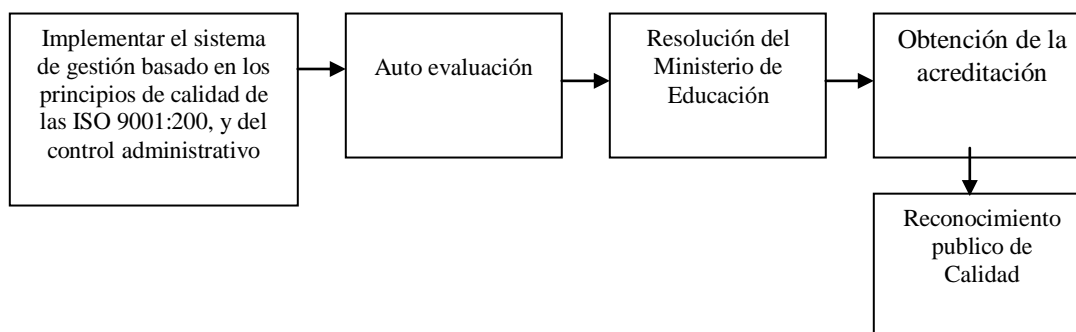 Implementar el sistema
de gestión basado en los
principios de calidad de
las ISO 9001:200, y del
control administrativo
Auto evaluación
Resolución del
Ministerio de
Educación
Obtención de la
acreditación
Reconocimiento
publico de
Calidad